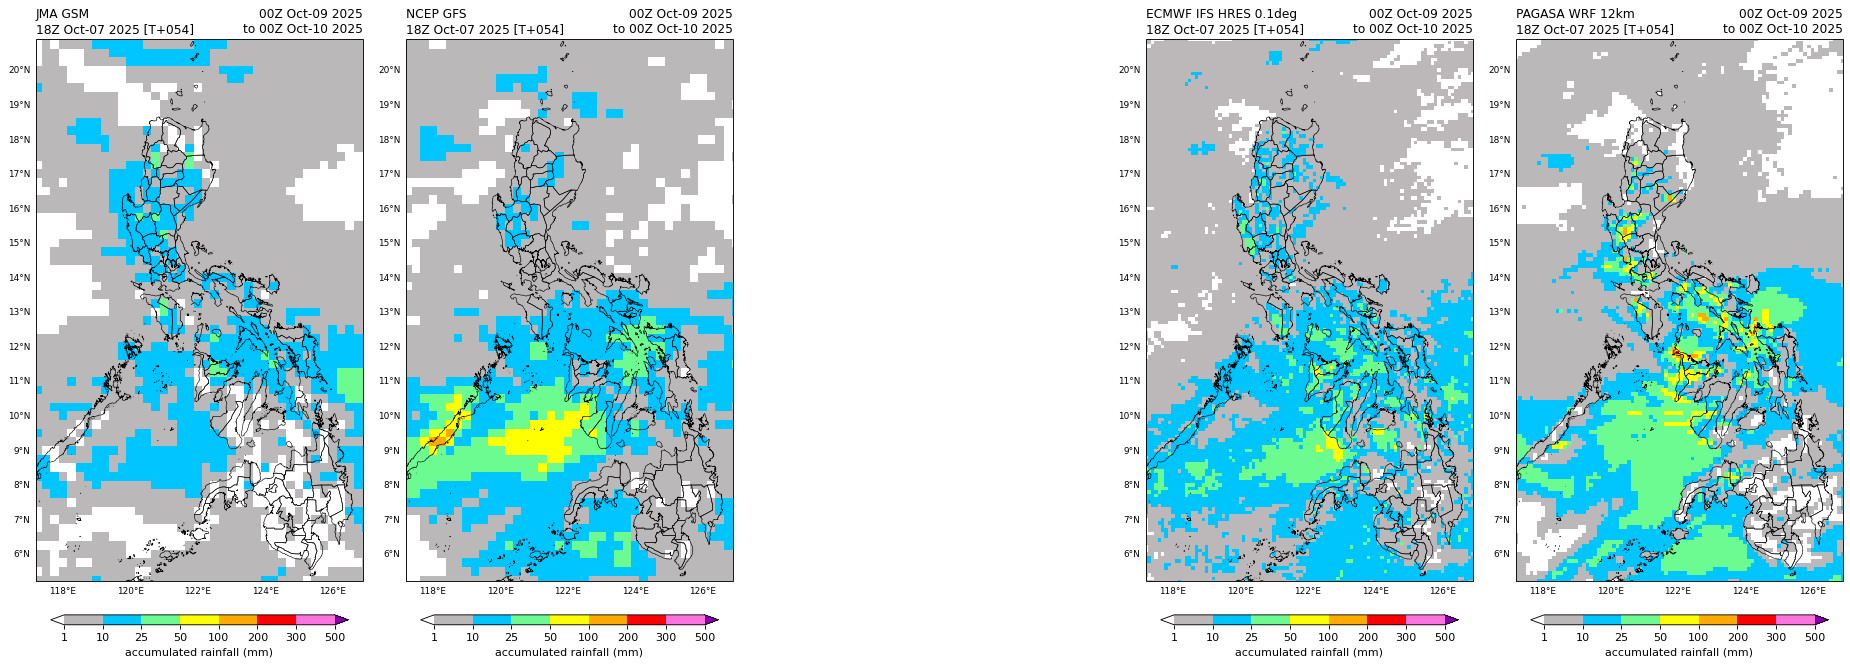 JMA GSM 00Z Oct-09 2025
18Z Oct-07 2025 [T+054] to 00Z Oct-10 2025
20°N
19°N
18°N
17°N
16°N
15°N
14°N
13°N
12°N
11°N
10°N
9°N
8°N
7°N
6°N
118°E 120°E 122°E 124°E 126°E
1 10 25 50 100 200 300 500
accumulated rainfall (mm)
NCEP GFS 00Z Oct-09 2025
18Z Oct-07 2025 [T+054] to 00Z Oct-10 2025
20°N
19°N
18°N
17°N
16°N
15°N
14°N
13°N
12°N
11°N
10°N
9°N
8°N
7°N
6°N
118°E 120°E 122°E 124°E 126°E
1 10 25 50 100 200 300 500
accumulated rainfall (mm)
ECMWF IFS HRES 0.1deg 00Z Oct-09 2025
18Z Oct-07 2025 [T+054] to 00Z Oct-10 2025
20°N
19°N
18°N
17°N
16°N
15°N
14°N
13°N
12°N
11°N
10°N
9°N
8°N
7°N
6°N
118°E 120°E 122°E 124°E 126°E
1 10 25 50 100 200 300 500
accumulated rainfall (mm)
PAGASA WRF 12km 00Z Oct-09 2025
18Z Oct-07 2025 [T+054] to 00Z Oct-10 2025
20°N
19°N
18°N
17°N
16°N
15°N
14°N
13°N
12°N
11°N
10°N
9°N
8°N
7°N
6°N
118°E 120°E 122°E 124°E 126°E
1 10 25 50 100 200 300 500
accumulated rainfall (mm)